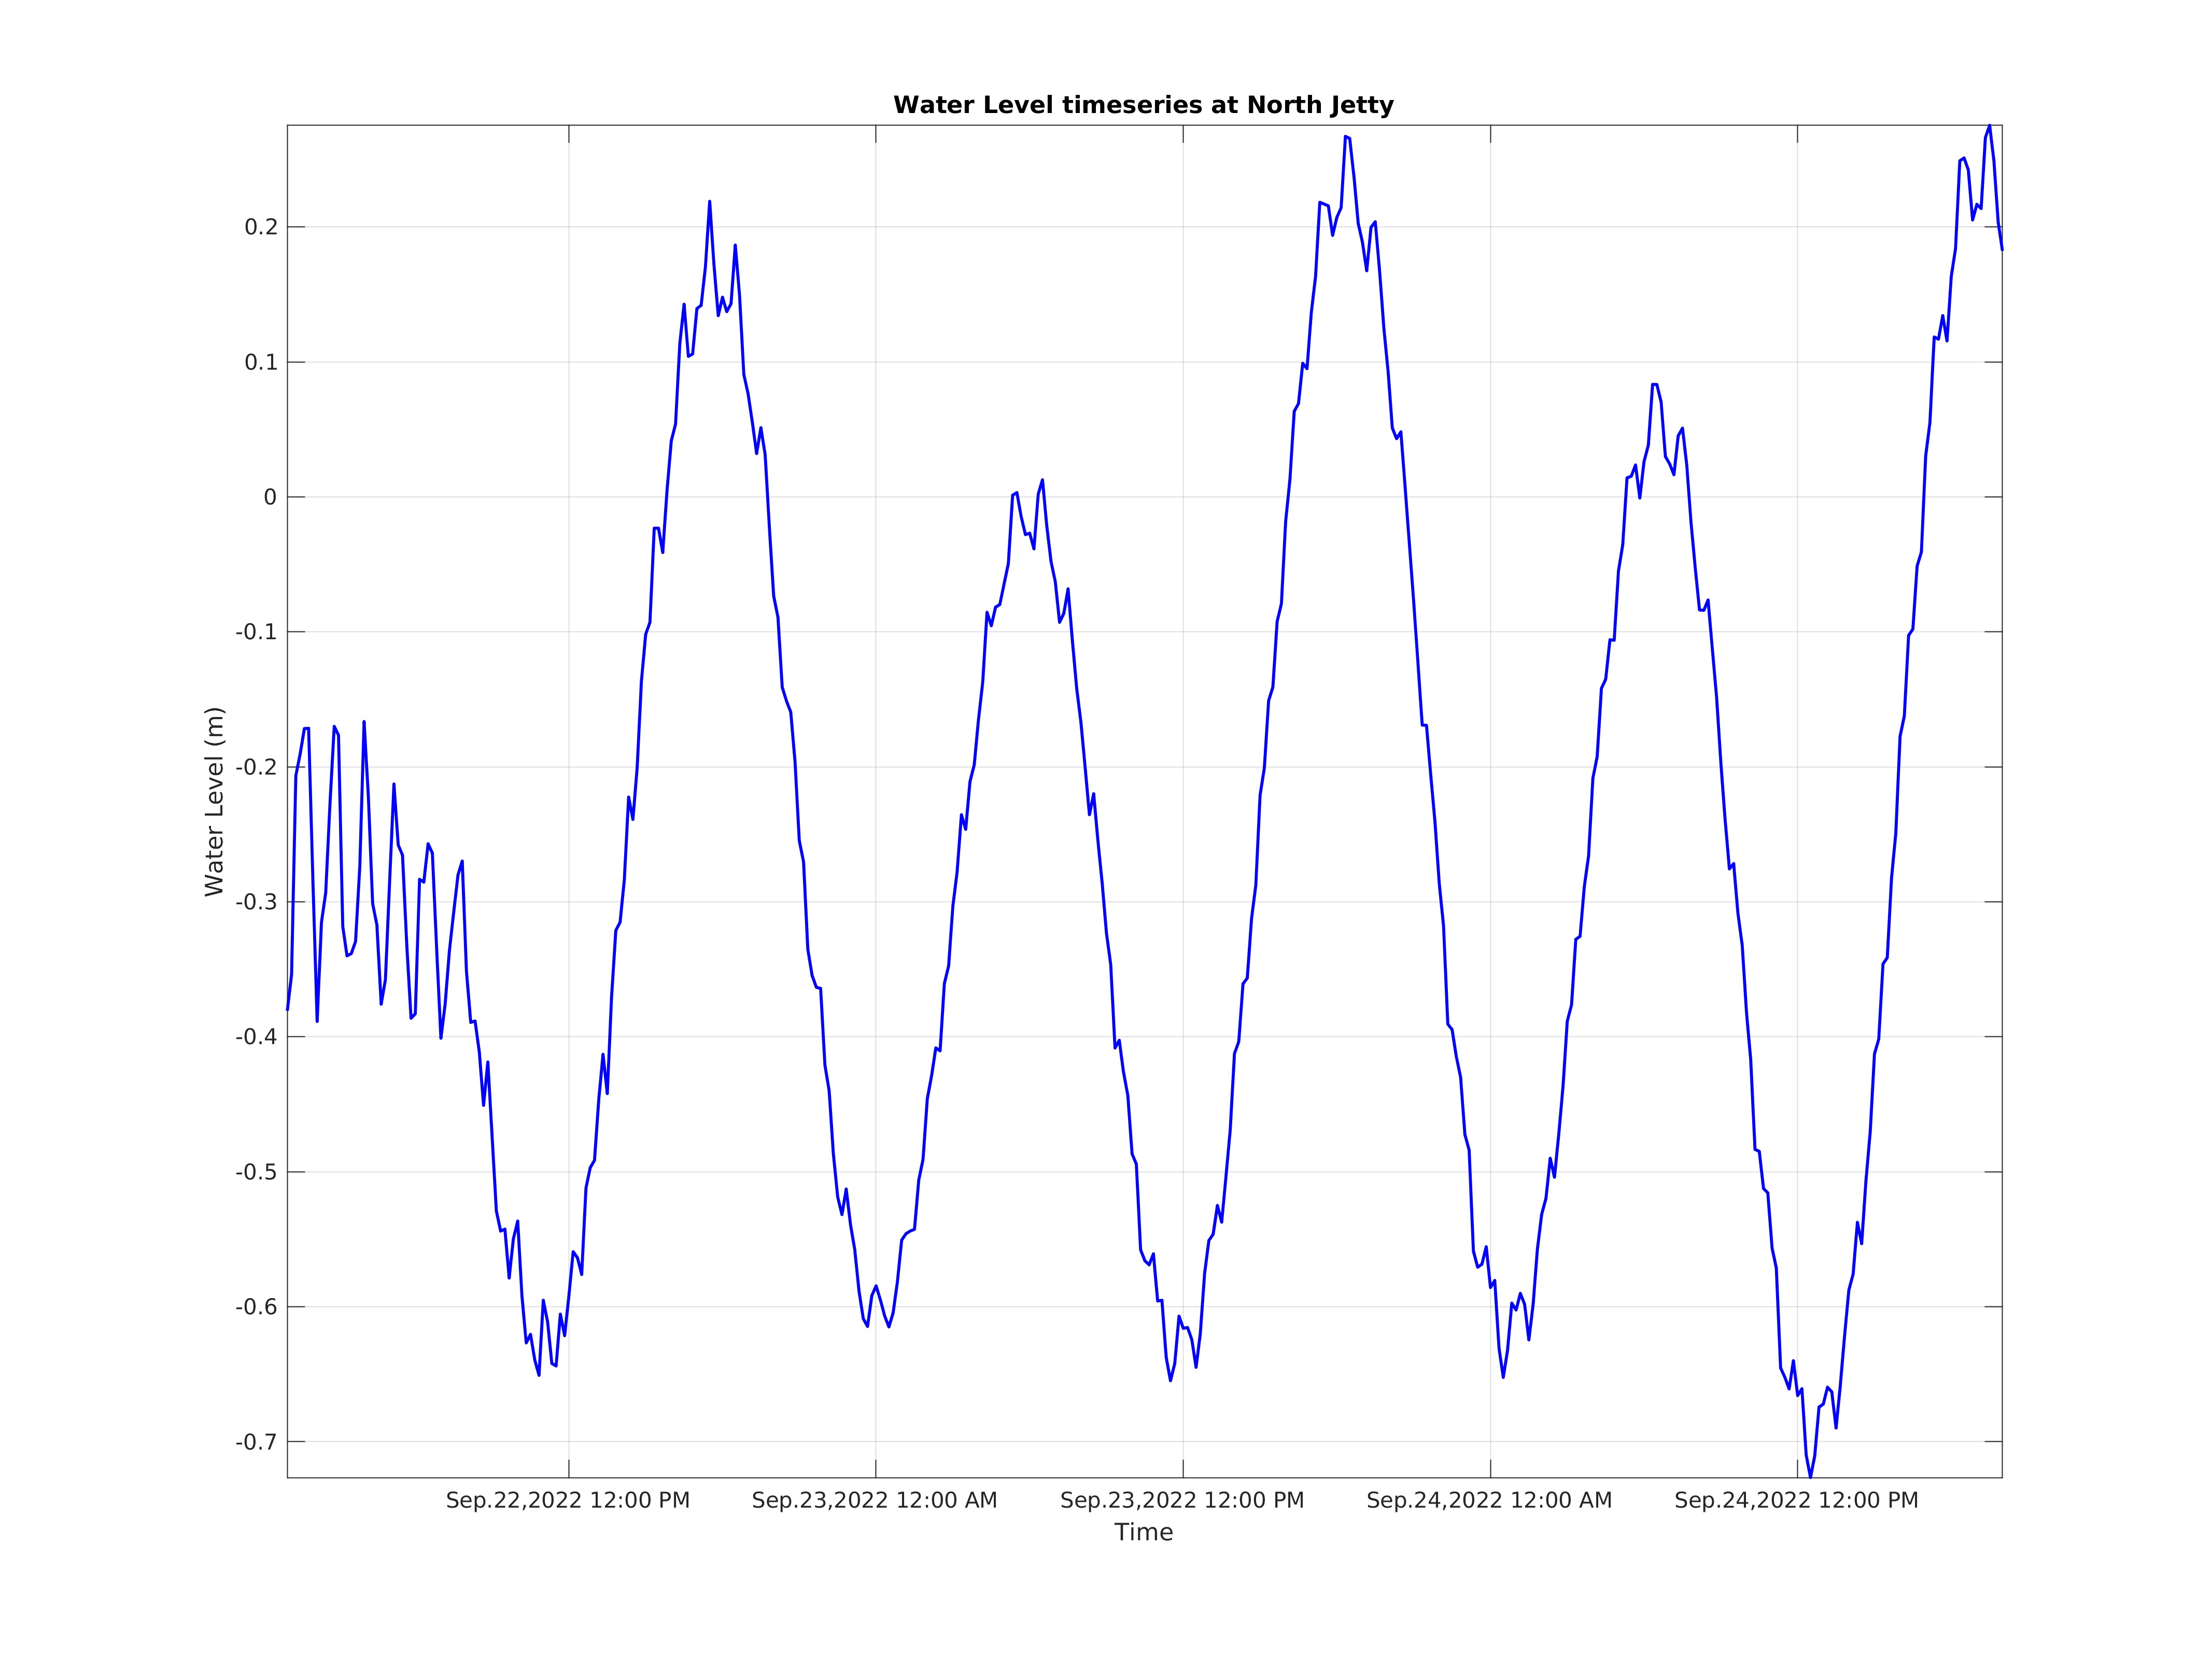 Water Level timeseries at North Jetty
0.2
0.1
0
-0.1
-0.2
-0.3
-0.4
-0.5
-0.6
-0.7
Water Level (m)
Sep.22,2022 12:00 PM
Sep.23,2022 12:00 AM
Sep.23,2022 12:00 PM
Sep.24,2022 12:00 AM
Sep.24,2022 12:00 PM
Time